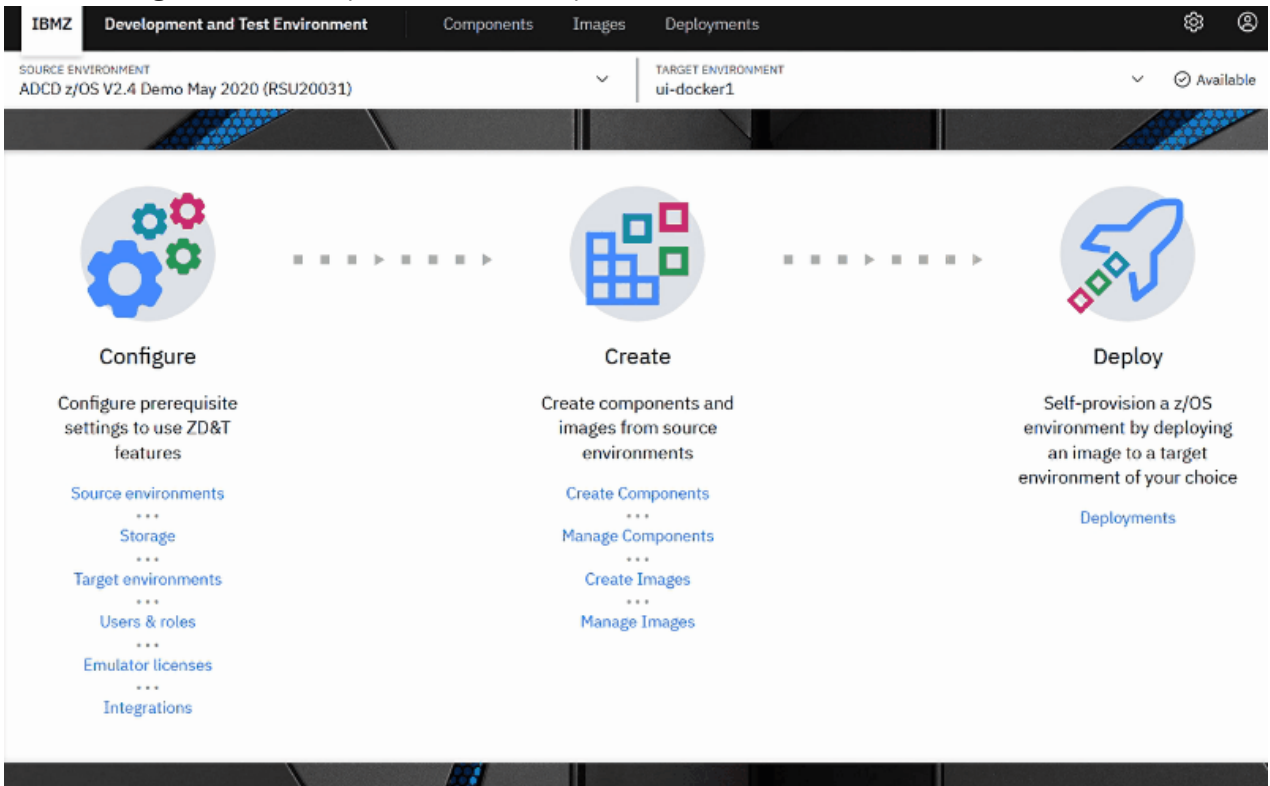 IBMZ Development and Test Environment Components Images Deployments
SOURCE ENVIRONMENT
ADCD z/OS V2.4 Demo May 2020 (RSU20031)
TARGET ENVIRONMENT
ui-docker1
Available
Configure
Configure prerequisite
settings to use ZD&T
features
Source environments
Storage
Target environments
Users & roles
Emulator licenses
Integrations
Create
Create components and
images from source
environments
Create Components
Manage Components
Create Images
Manage Images
Deploy
Self-provision a z/OS
environment by deploying
an image to a target
environment of your choice
Deployments